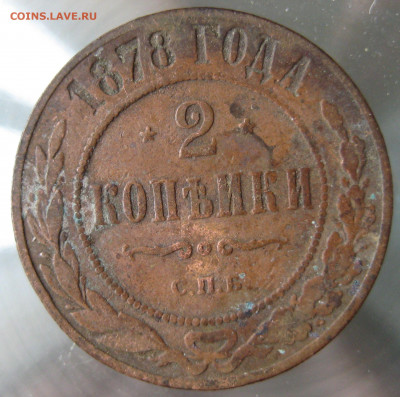 COINS.LAVE.RU
1878 ГОДА
2
КОПѢЙКИ
С.П.Б.